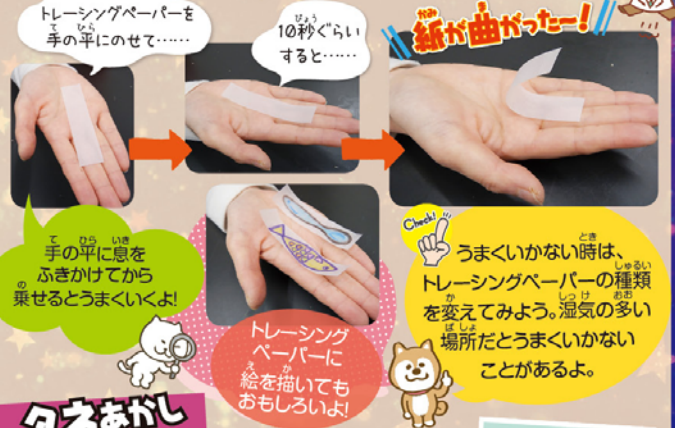 トレーシングペーパーを
手の平にのせて……
10秒ぐらい
すると……
紙が曲がった〜!
手の平に息を
ふきかけてから
乗せるとうまくいくよ!
トレーシング
ペーパーに
絵を描いても
おもしろいよ!
Check!
うまくいかない時は、
トレーシングペーパーの種類
を変えてみよう。湿気の多い
場所だとうまくいかない
ことがあるよ。
タネあかし